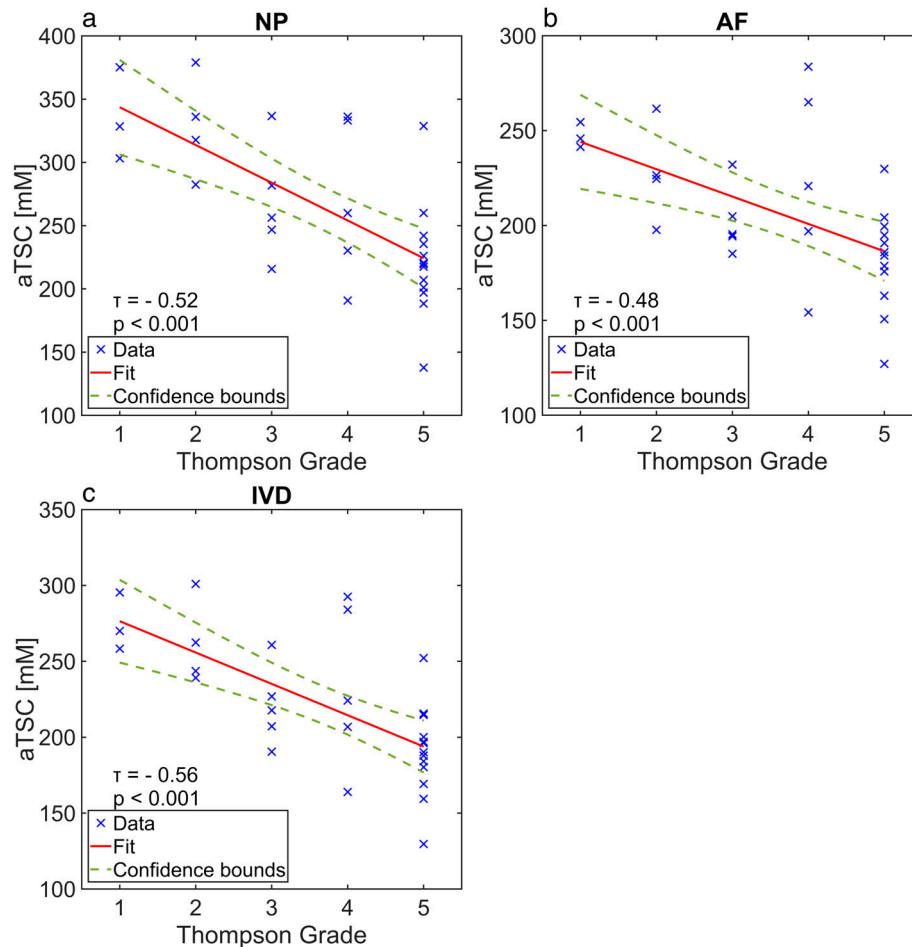 a
NP
400
350
300
250
200
150
100
aTSC [mM]
τ = - 0.52
p < 0.001
Data
Fit
Confidence bounds
1 2 3 4 5
Thompson Grade
b
AF
300
250
200
150
100
aTSC [mM]
τ = - 0.48
p < 0.001
Data
Fit
Confidence bounds
1 2 3 4 5
Thompson Grade
c
IVD
350
300
250
200
150
100
aTSC [mM]
τ = - 0.56
p < 0.001
Data
Fit
Confidence bounds
1 2 3 4 5
Thompson Grade